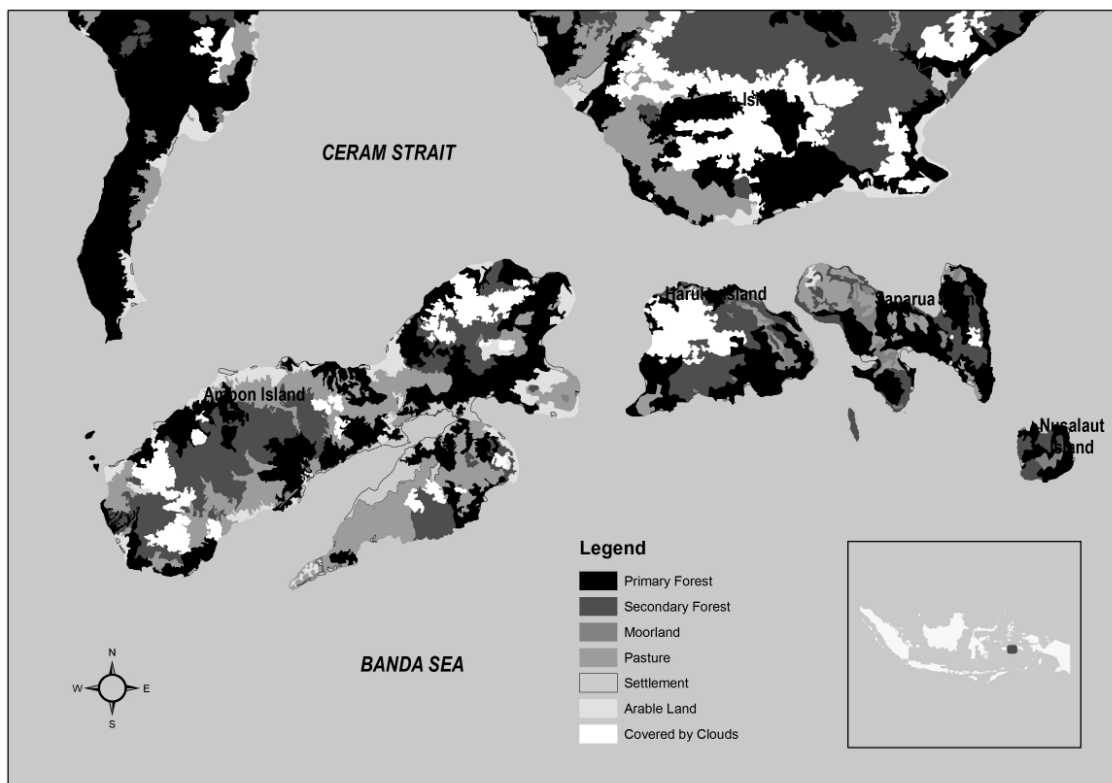 CERAM STRAIT
Haruku Island
Saparua
Ambon Island
Nusalaut
Island
BANDA SEA
N
W
E
S
Legend
Primary Forest
Secondary Forest
Moorland
Pasture
Settlement
Arable Land
Covered by Clouds